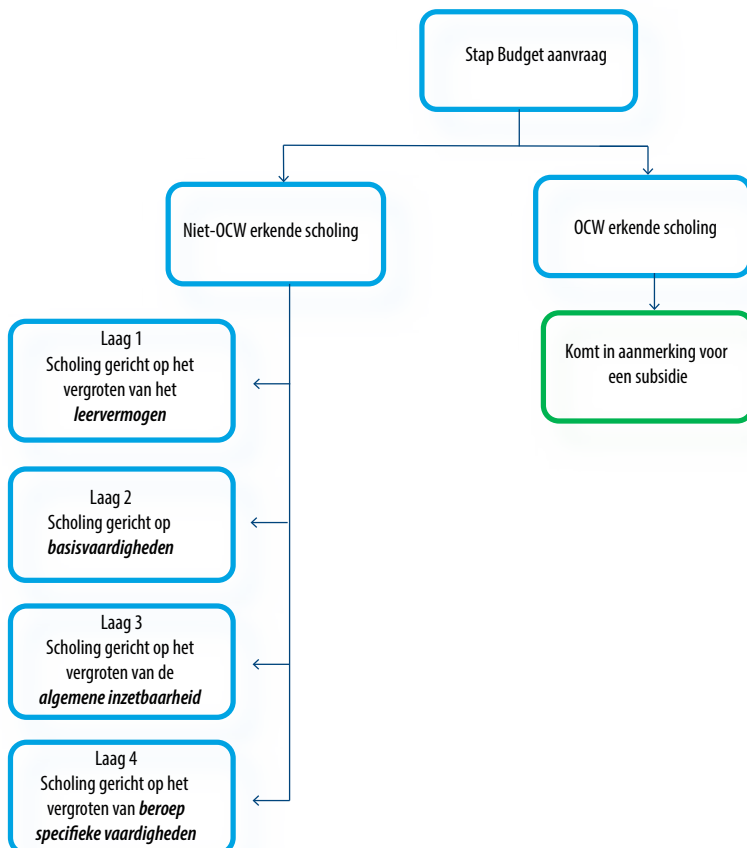 Stap Budget aanvraag
Niet-OCW erkende scholing
OCW erkende scholing
Komt in aanmerking voor
een subsidie
Laag 1
Scholing gericht op het
vergroten van het
leervermogen
Laag 2
Scholing gericht op
basisvaardigheden
Laag 3
Scholing gericht op het
vergroten van de
algemene inzetbaarheid
Laag 4
Scholing gericht op het
vergroten van beroep
specifieke vaardigheden